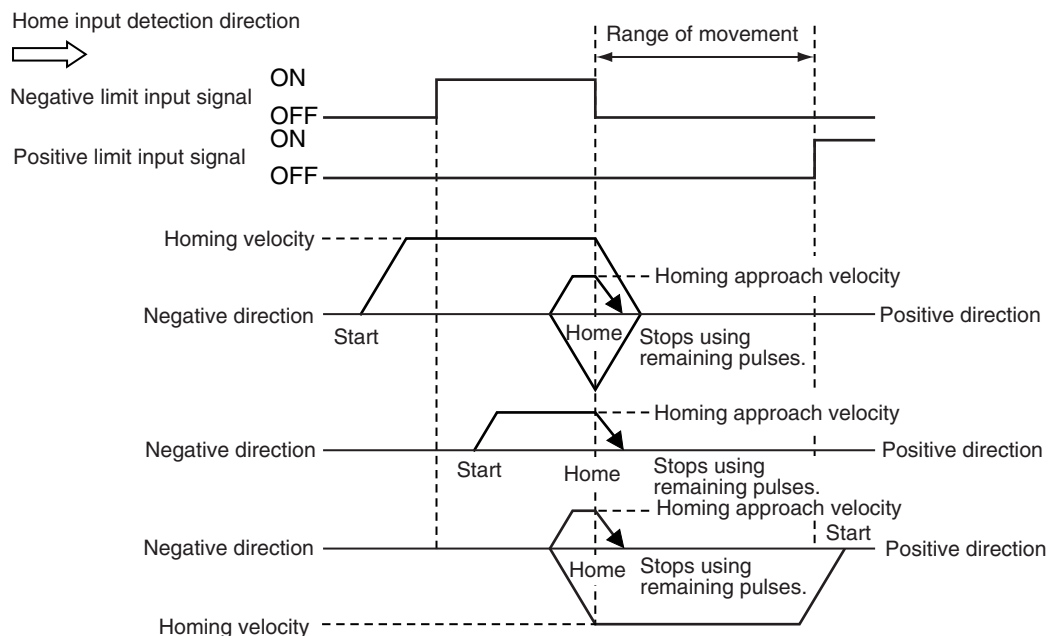 Home input detection direction
Range of movement
Negative limit input signal
ON
OFF
Positive limit input signal
ON
OFF
Homing velocity
Homing approach velocity
Negative direction
Positive direction
Start
Home
Stops using
remaining pulses.
Homing approach velocity
Negative direction
Positive direction
Start
Home
Stops using
remaining pulses.
Homing approach velocity
Start
Negative direction
Positive direction
Home
Stops using
remaining pulses.
Homing velocity